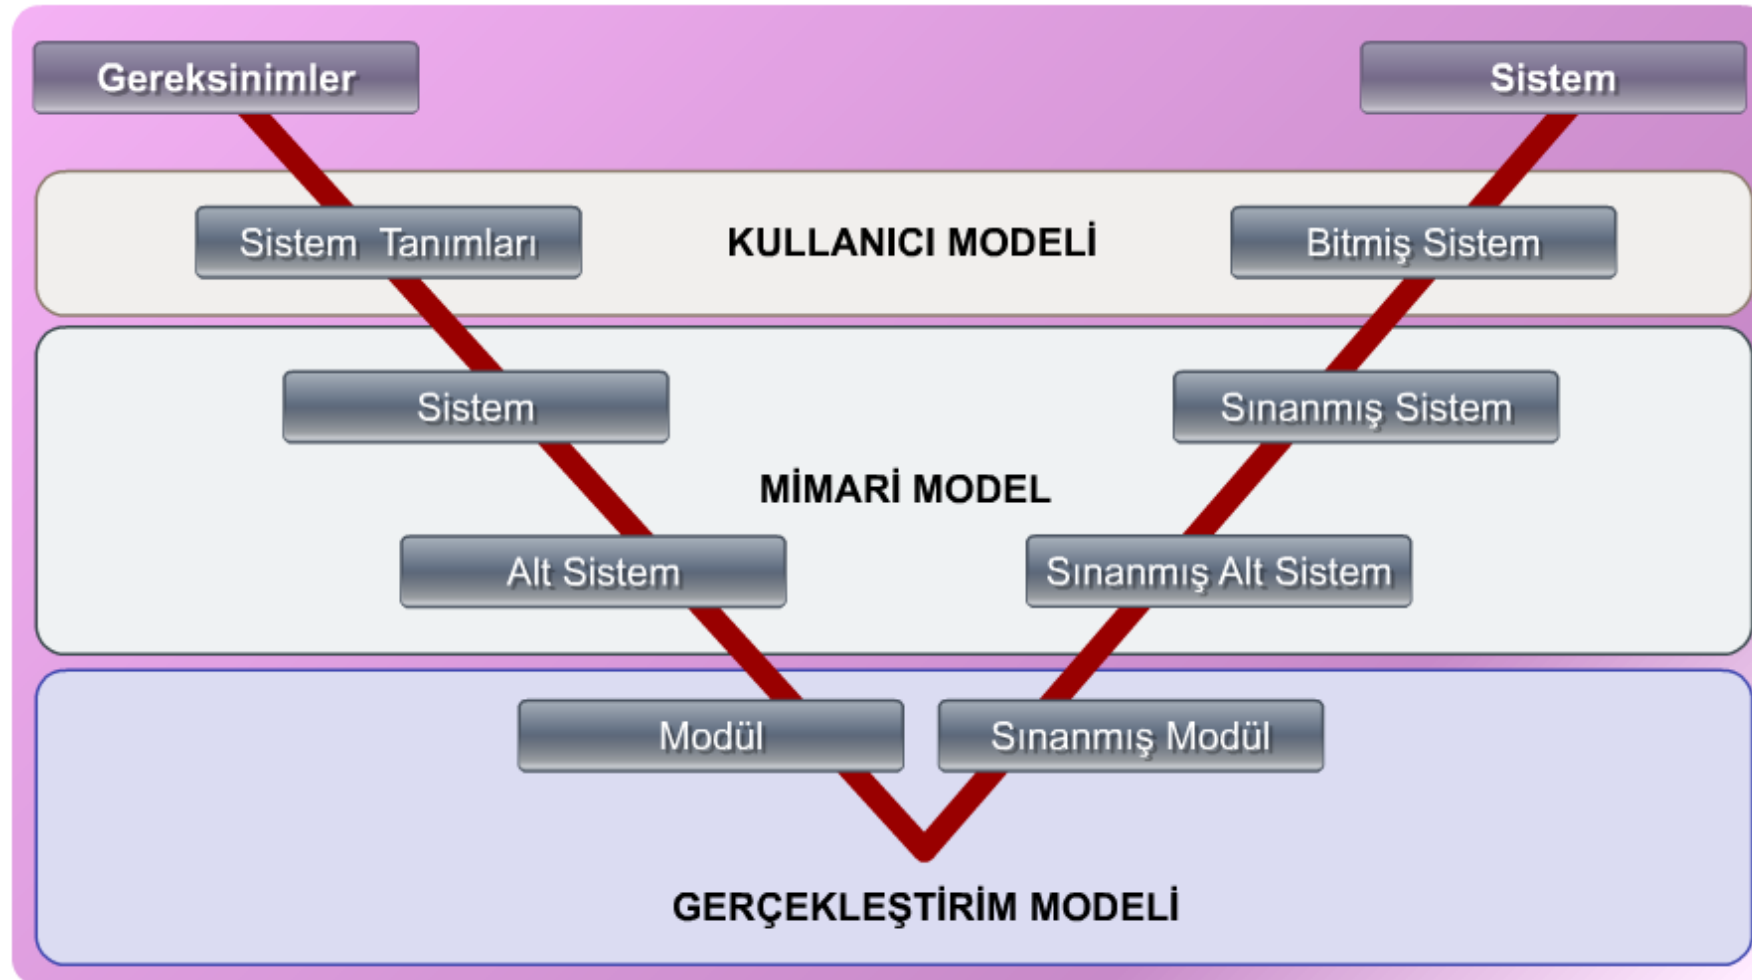 Gereksinimler
Sistem
Sistem Tanımları
KULLANICI MODELİ
Bitmiş Sistem
Sistem
Sınanmış Sistem
MİMARİ MODEL
Alt Sistem
Sınanmış Alt Sistem
Modül
Sınanmış Modül
GERÇEKLEŞTİRİM MODELİ